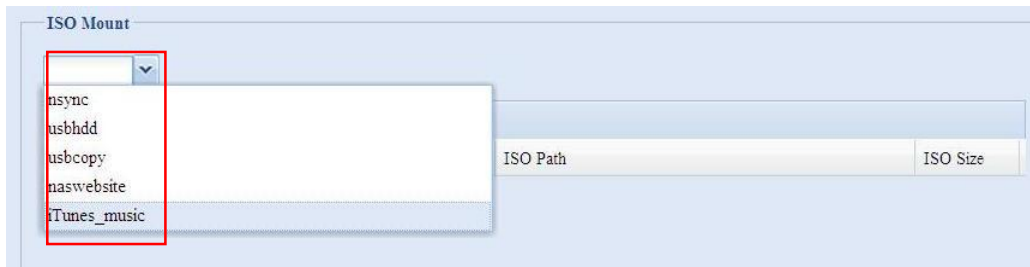 ISO Mount
nsync
usbhdd
usbcopy
ISO Path ISO Size
naswebsite
iTunes_music